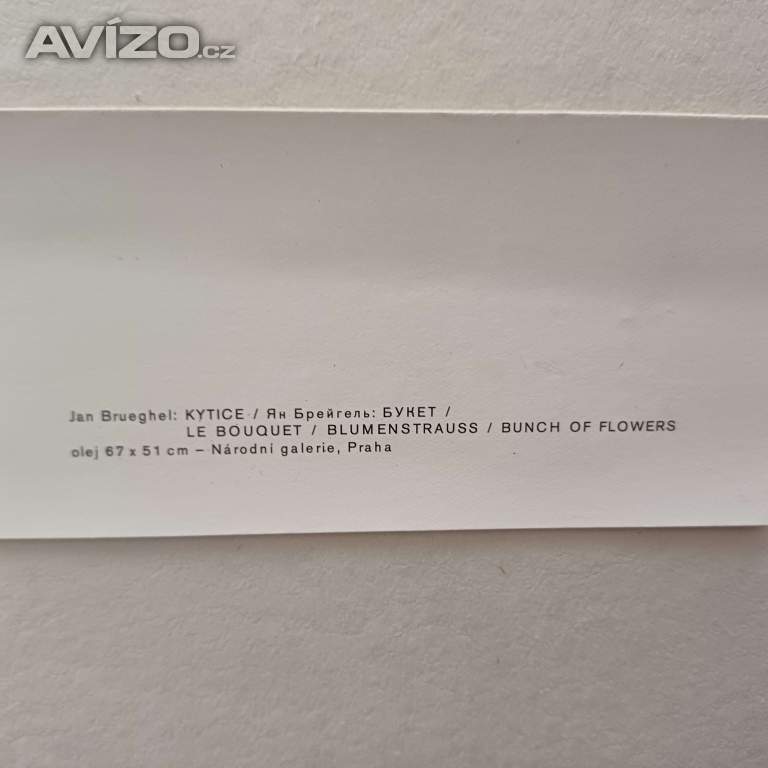 AVÍZO.cz
Jan Brueghel: KYTICE / Ян Брейгель: БУКЕТ /
LE BOUQUET / BLUMENSTRAUSS / BUNCH OF FLOWERS
olej 67 x 51 cm – Národní galerie, Praha